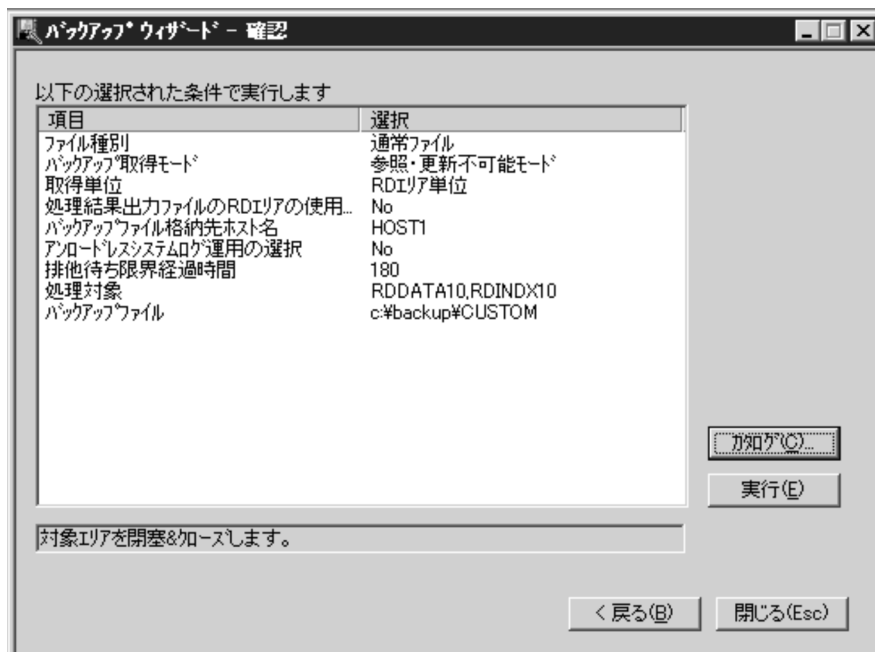 バックアップ ウィザード - 確認
以下の選択された条件で実行します
項目 選択
ファイル種別 通常ファイル
バックアップ取得モード 参照・更新不可能モード
取得単位 RDエリア単位
処理結果出力ファイルのRDエリアの使用... No
バックアップファイル格納先ホスト名 HOST1
アンロードレスシステムログ運用の選択 No
排他待ち限界経過時間 180
処理対象 RDDATA10,RDINDX10
バックアップファイル c:¥backup¥CUSTOM
カタログ(C)...
実行(E)
対象エリアを閉塞&クローズします。
< 戻る(B) 閉じる(Esc)